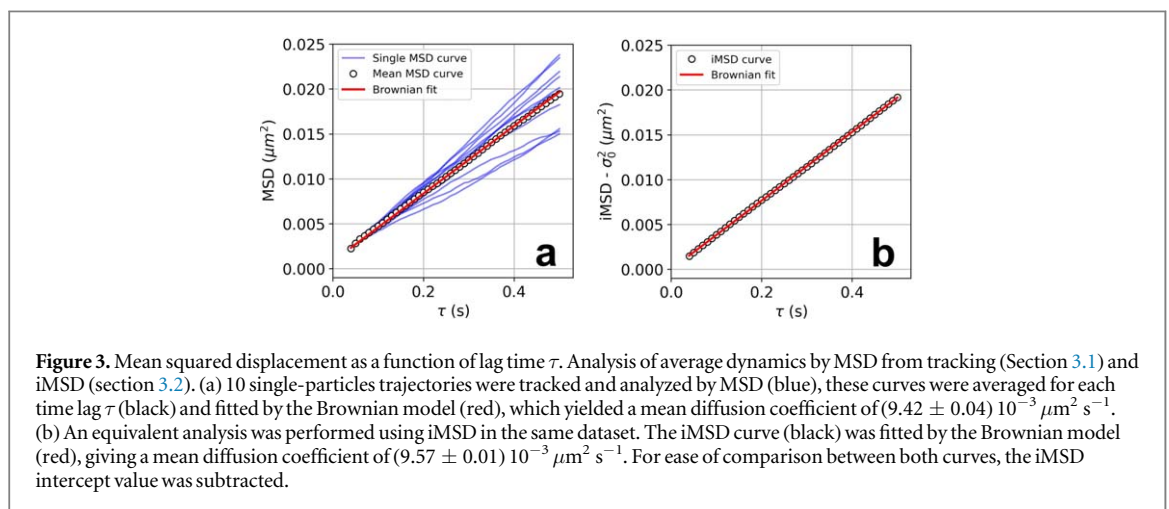 0.025
0.020
0.015
0.010
0.005
0.000
MSD (μm²)
Single MSD curve
Mean MSD curve
Brownian fit
a
0.0 0.2 0.4
τ (s)
0.025
0.020
0.015
0.010
0.005
0.000
iMSD - σ₀² (μm²)
iMSD curve
Brownian fit
b
0.0 0.2 0.4
τ (s)
Figure 3. Mean squared displacement as a function of lag time τ. Analysis of average dynamics by MSD from tracking (Section 3.1) and
iMSD (section 3.2). (a) 10 single-particles trajectories were tracked and analyzed by MSD (blue), these curves were averaged for each
time lag τ (black) and fitted by the Brownian model (red), which yielded a mean diffusion coefficient of (9.42 ± 0.04) 10⁻³ μm² s⁻¹.
(b) An equivalent analysis was performed using iMSD in the same dataset. The iMSD curve (black) was fitted by the Brownian model
(red), giving a mean diffusion coefficient of (9.57 ± 0.01) 10⁻³ μm² s⁻¹. For ease of comparison between both curves, the iMSD
intercept value was subtracted.